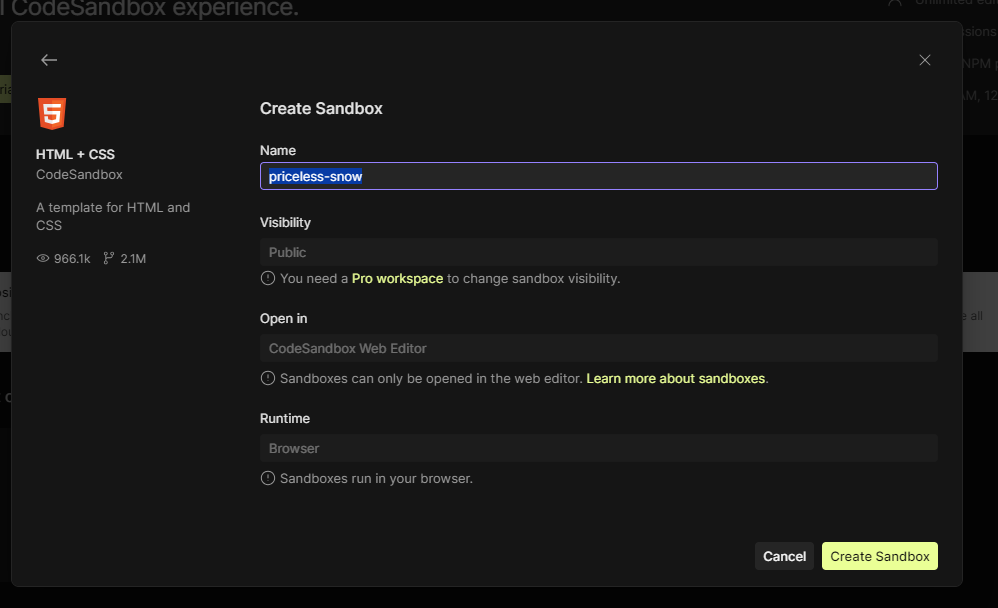 l CodeSandbox experience.
Create Sandbox
HTML + CSS
CodeSandbox
A template for HTML and
CSS
966.1k 2.1M
Name
priceless-snow
Visibility
Public
You need a Pro workspace to change sandbox visibility.
Open in
CodeSandbox Web Editor
Sandboxes can only be opened in the web editor. Learn more about sandboxes.
Runtime
Browser
Sandboxes run in your browser.
Cancel
Create Sandbox